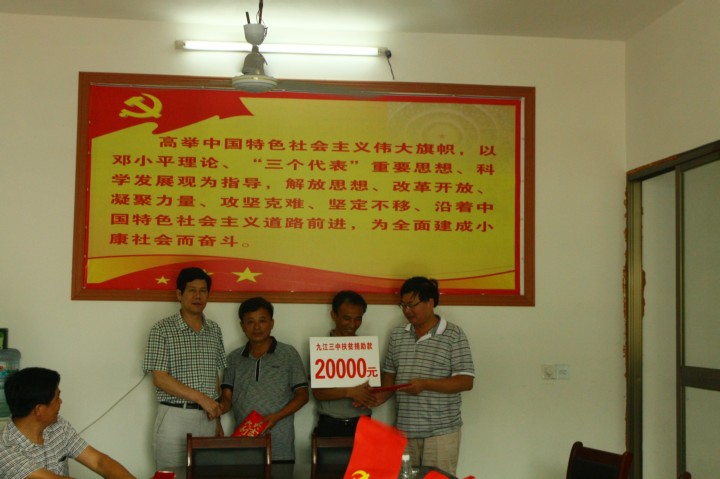 高举中国特色社会主义伟大旗帜，以
邓小平理论、“三个代表”重要思想、科
学发展观为指导，解放思想、改革开放、
凝聚力量、攻坚克难、坚定不移、沿着中
国特色社会主义道路前进，为全面建成小
康社会而奋斗。
九江三中扶贫捐助款
20000元